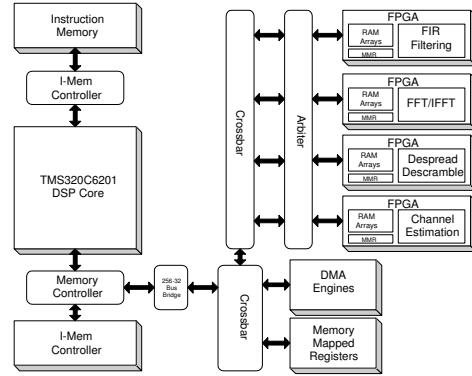 Instruction
Memory
I-Mem
Controller
TMS320C6201
DSP Core
Memory
Controller
I-Mem
Controller
256-32
Bus
Bridge
Crossbar
Crossbar
Arbiter
FPGA
RAM
Arrays
MMR
FIR
Filtering
FPGA
RAM
Arrays
MMR
FFT/IFFT
FPGA
RAM
Arrays
MMR
Despread
Descramble
FPGA
RAM
Arrays
MMR
Channel
Estimation
DMA
Engines
Memory
Mapped
Registers